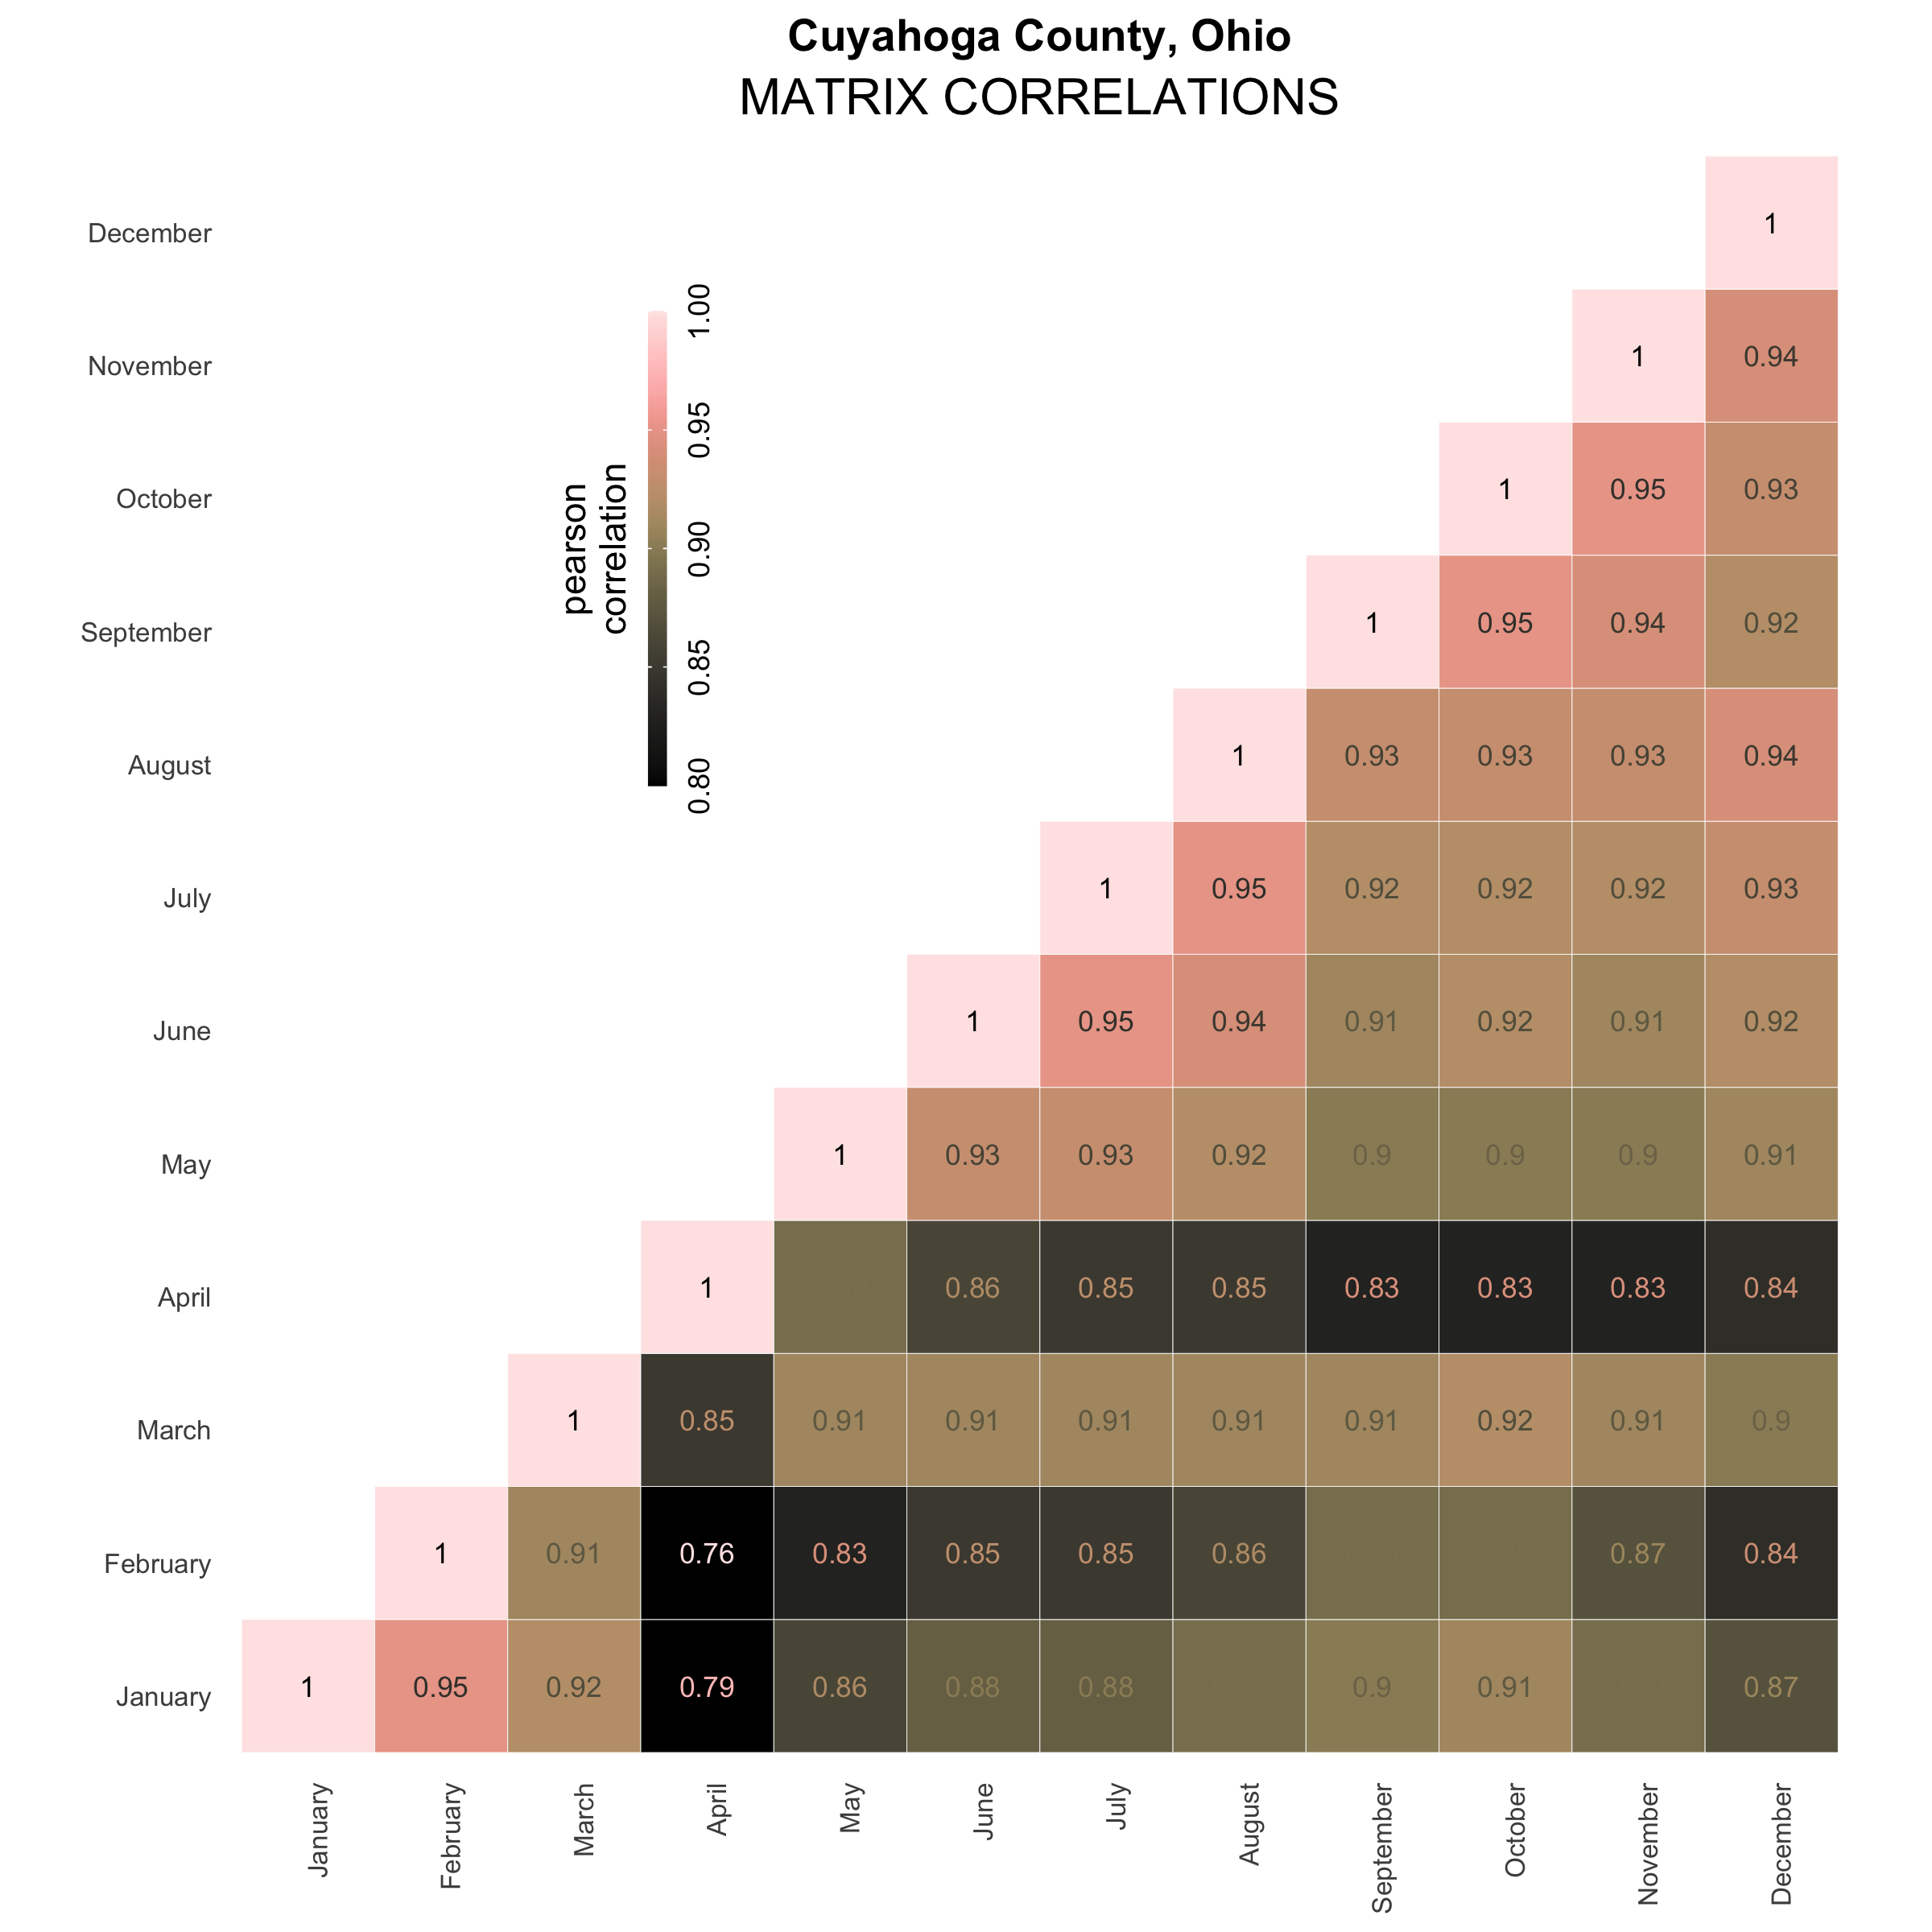 Cuyahoga County, Ohio
MATRIX CORRELATIONS
December
1
November
1 0.94
October
1 0.95 0.93
September
1 0.95 0.94 0.92
August
1 0.93 0.93 0.93 0.94
July
1 0.95 0.92 0.92 0.92 0.93
June
1 0.95 0.94 0.91 0.92 0.91 0.92
May
1 0.93 0.93 0.92 0.9 0.9 0.9 0.91
April
1 0.86 0.85 0.85 0.83 0.83 0.83 0.84
March
1 0.85 0.91 0.91 0.91 0.91 0.91 0.92 0.91 0.9
February
1 0.91 0.76 0.83 0.85 0.85 0.86 0.87 0.84
January
1 0.95 0.92 0.79 0.86 0.88 0.88 0.9 0.91 0.87
pearson
correlation
1.00
0.95
0.90
0.85
0.80
January
February
March
April
May
June
July
August
September
October
November
December